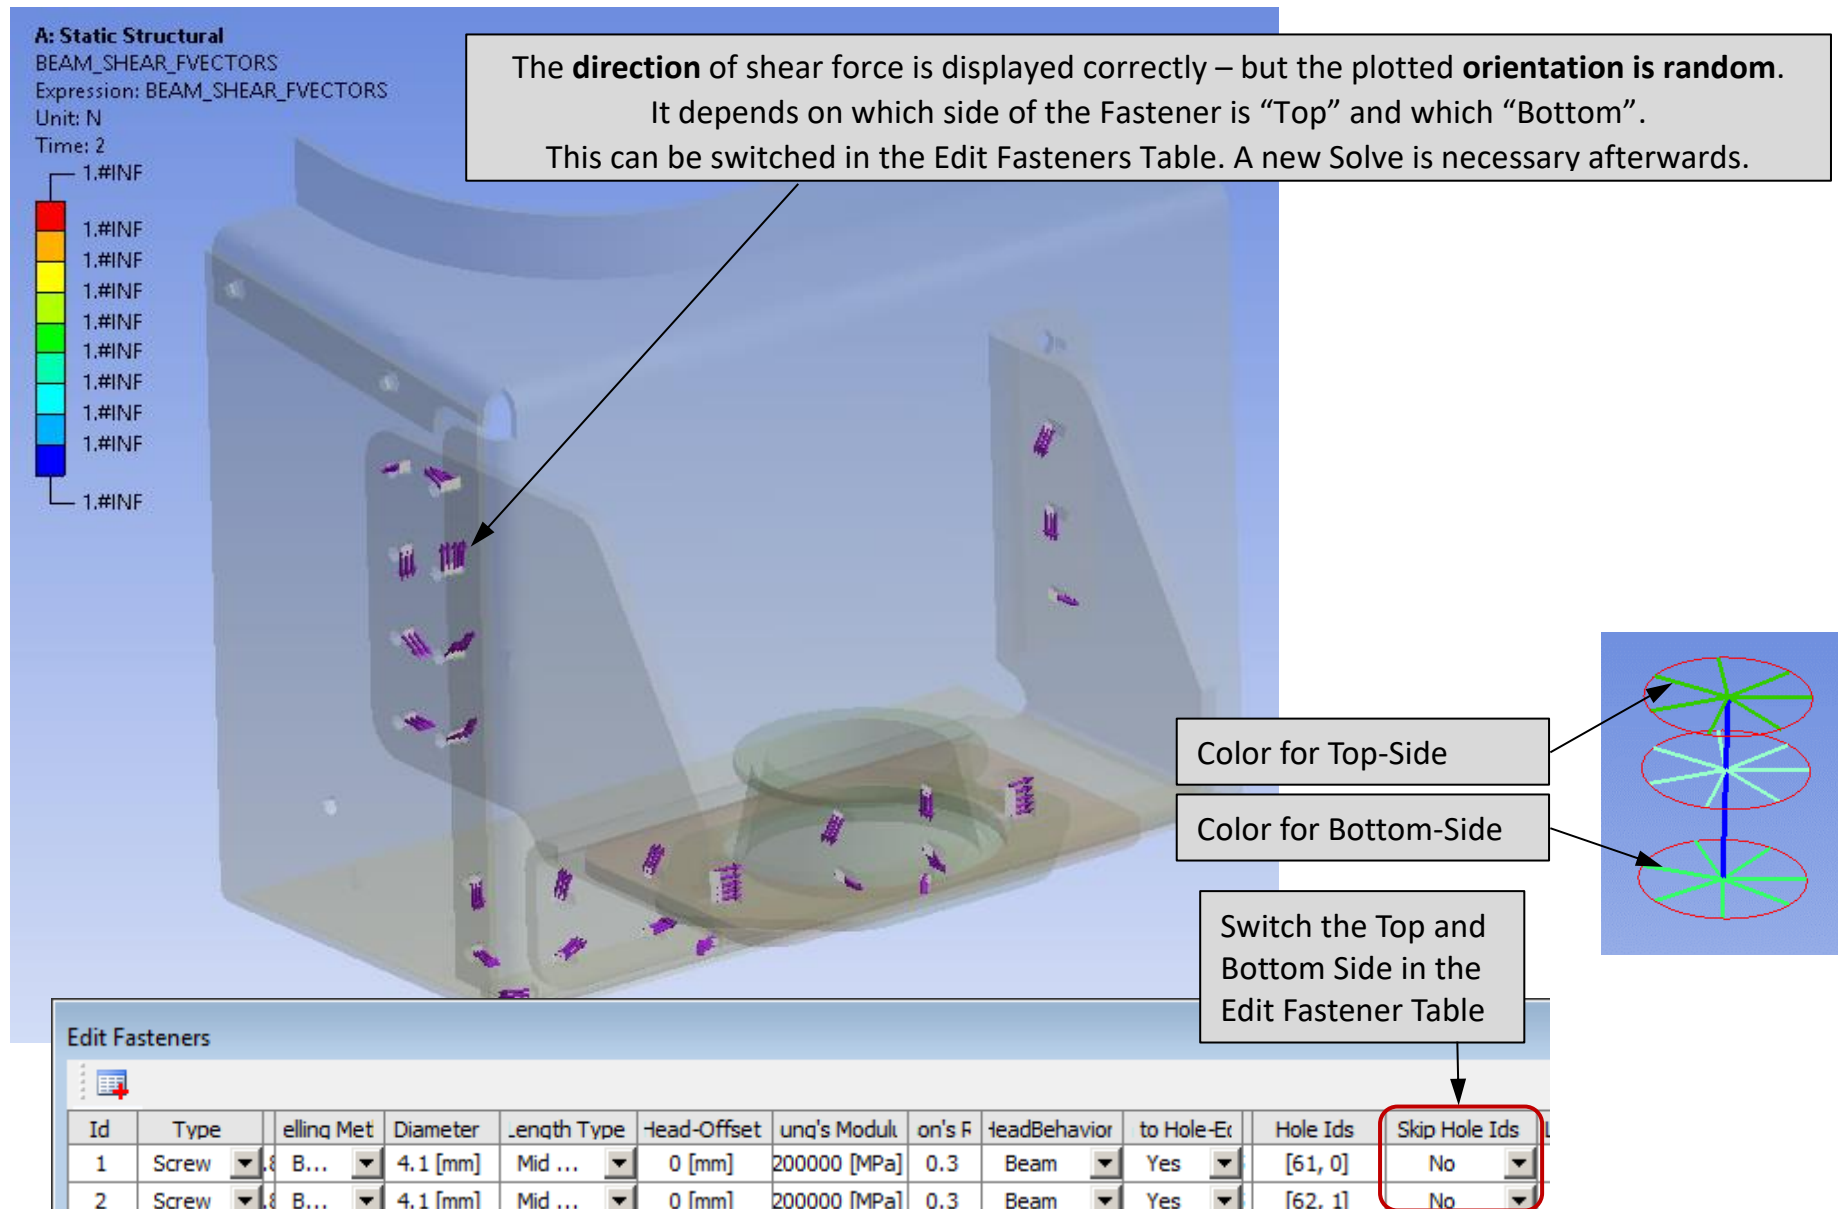 A: Static Structural
BEAM_SHEAR_FVECTORS
Expression: BEAM_SHEAR_FVECTORS
Unit: N
Time: 2
1.#INF
1.#INF
1.#INF
1.#INF
1.#INF
1.#INF
1.#INF
1.#INF
1.#INF
1.#INF
The direction of shear force is displayed correctly – but the plotted orientation is random.
It depends on which side of the Fastener is “Top” and which “Bottom”.
This can be switched in the Edit Fasteners Table. A new Solve is necessary afterwards.
Color for Top-Side
Color for Bottom-Side
Switch the Top and
Bottom Side in the
Edit Fastener Table
Edit Fasteners
Id Type elling Met Diameter Length Type Head-Offset ung's Modulu on's R HeadBehavior to Hole-Ed Hole Ids Skip Hole Ids
1 Screw B... 4.1 [mm] Mid ... 0 [mm] 200000 [MPa] 0.3 Beam Yes [61, 0] No
2 Screw B... 4.1 [mm] Mid ... 0 [mm] 200000 [MPa] 0.3 Beam Yes [62, 1] No